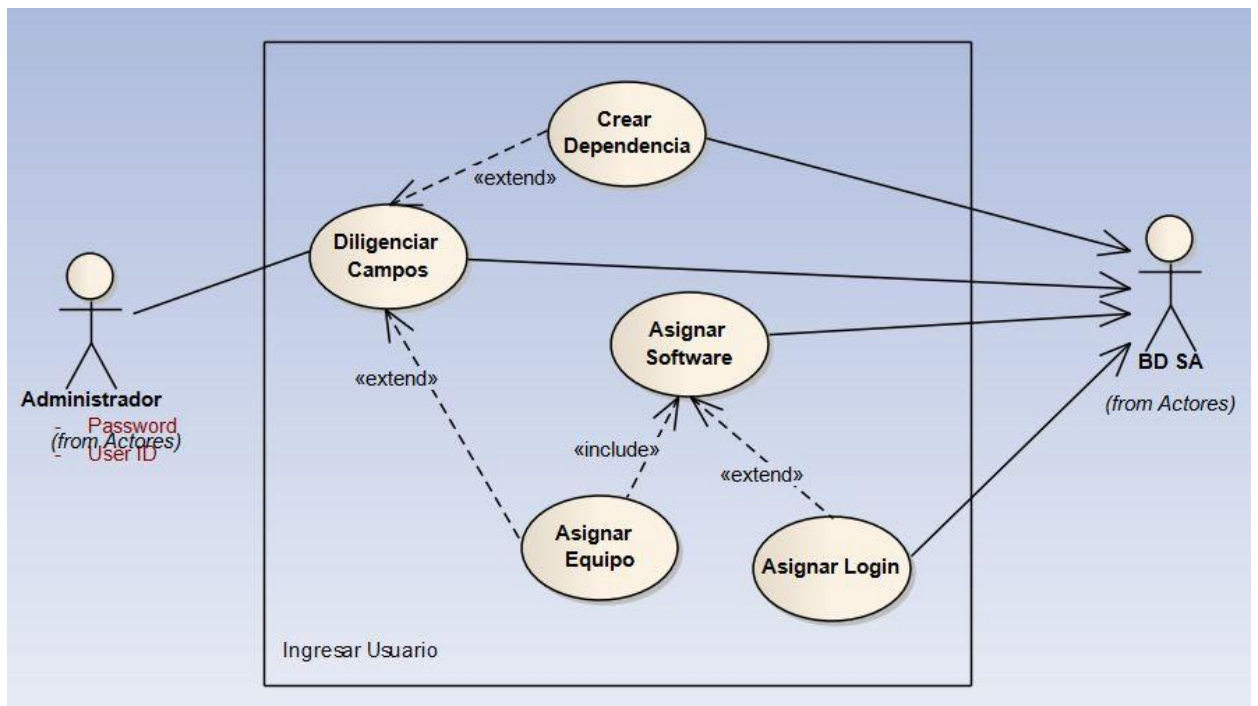 Crear
Dependencia
«extend»
Diligenciar
Campos
Asignar
Software
BD SA
(from Actores)
«extend»
Administrador
- Password
(from Actores)
- User ID
«include»
«extend»
Asignar
Equipo
Asignar Login
Ingresar Usuario